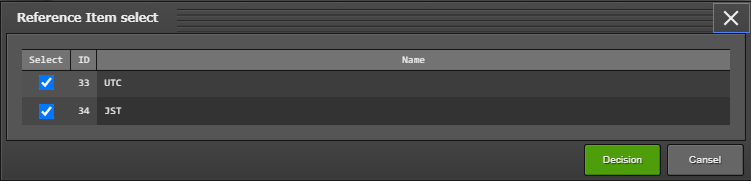 Reference Item select
Select ID Name
33 UTC
34 JST
Decision Cansel